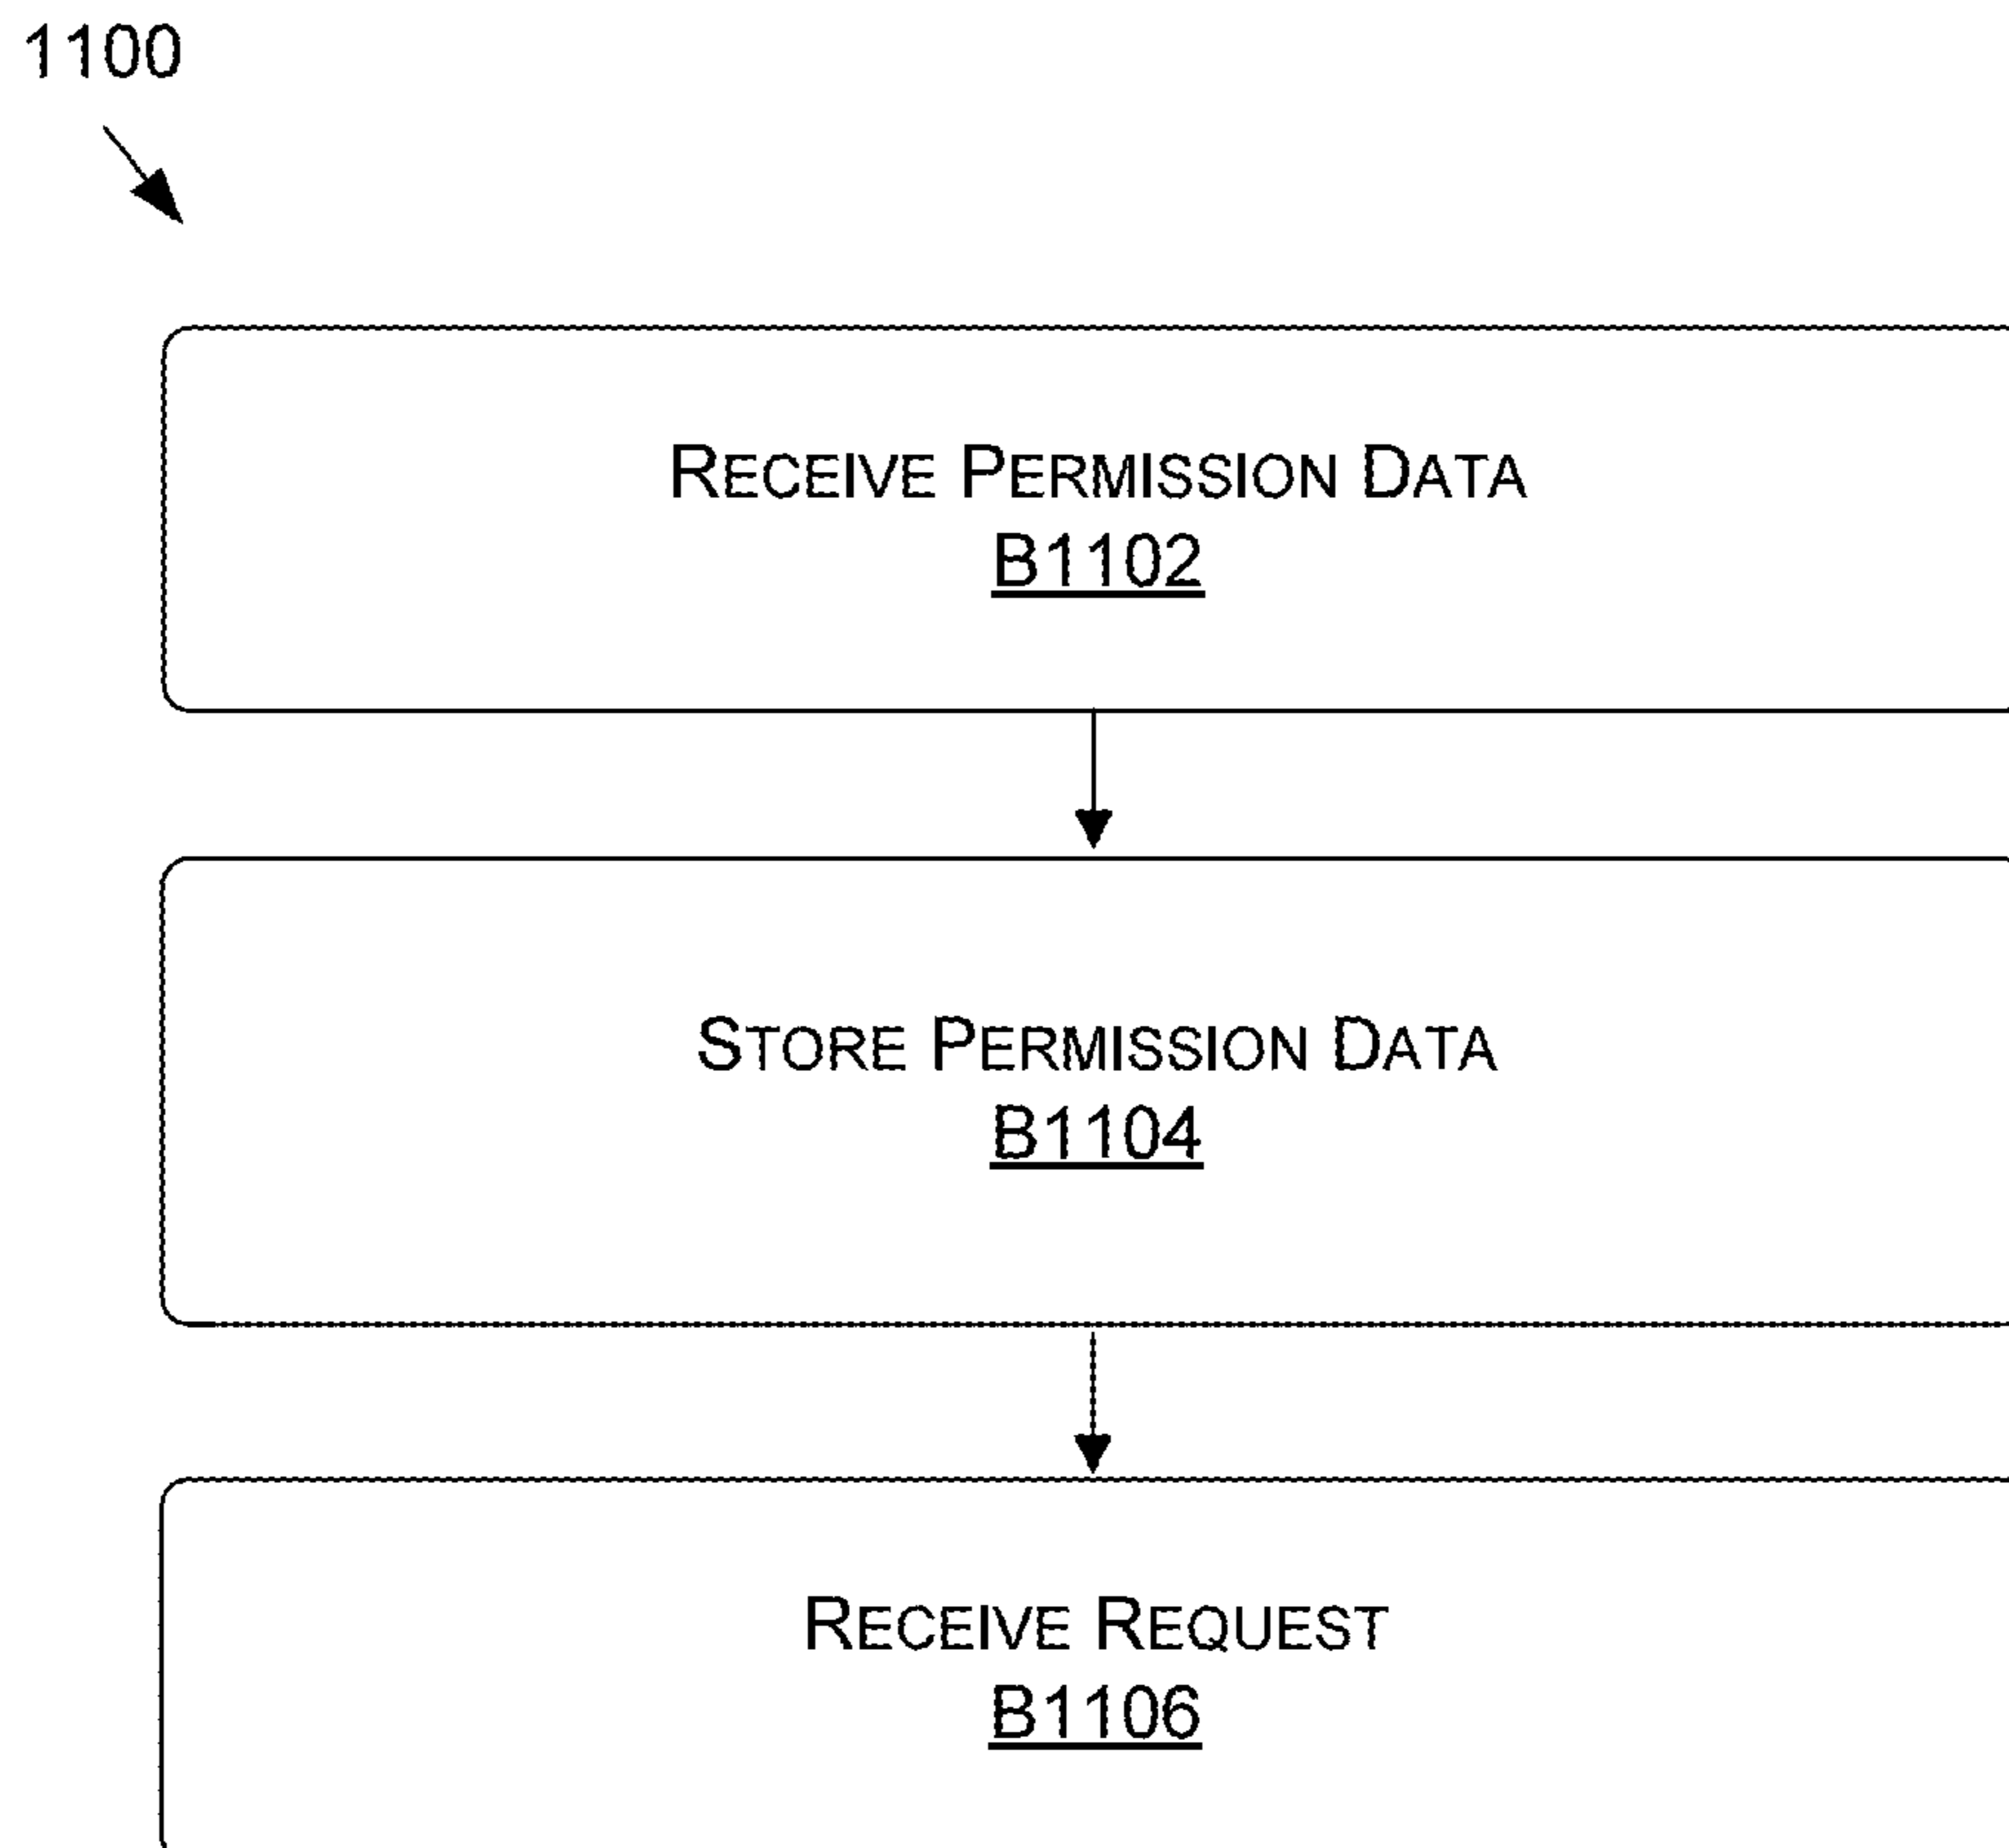 1100
RECEIVE PERMISSION DATA
B1102
STORE PERMISSION DATA
B1104
RECEIVE REQUEST
B1106